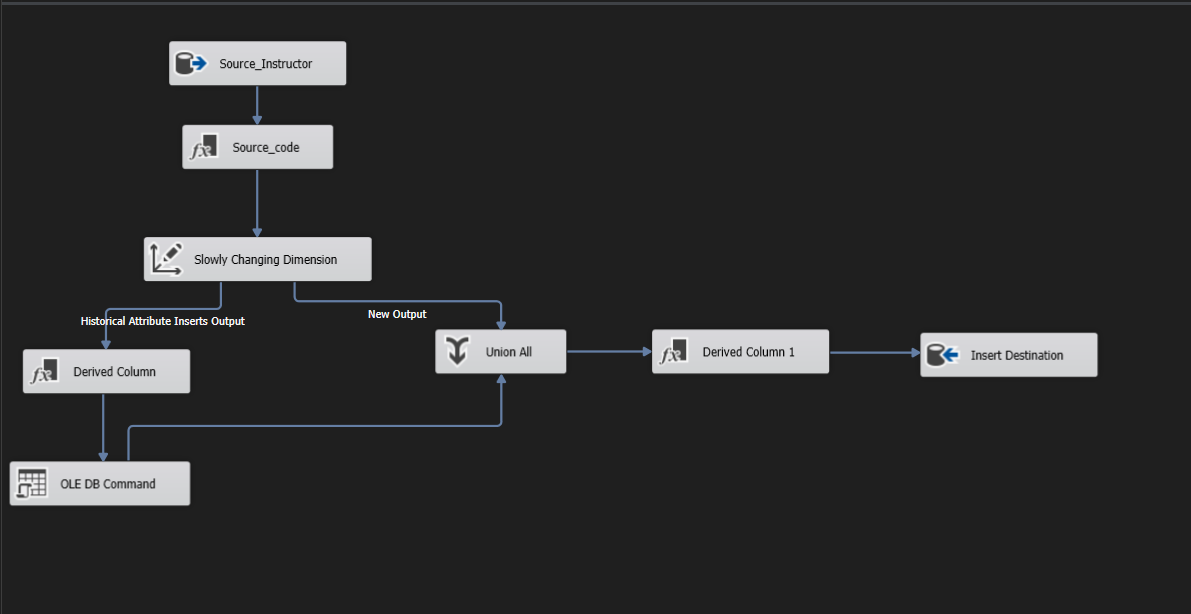 Source_Instructor
Source_code
Slowly Changing Dimension
Historical Attribute Inserts Output
New Output
Union All
Derived Column 1
Insert Destination
Derived Column
OLE DB Command